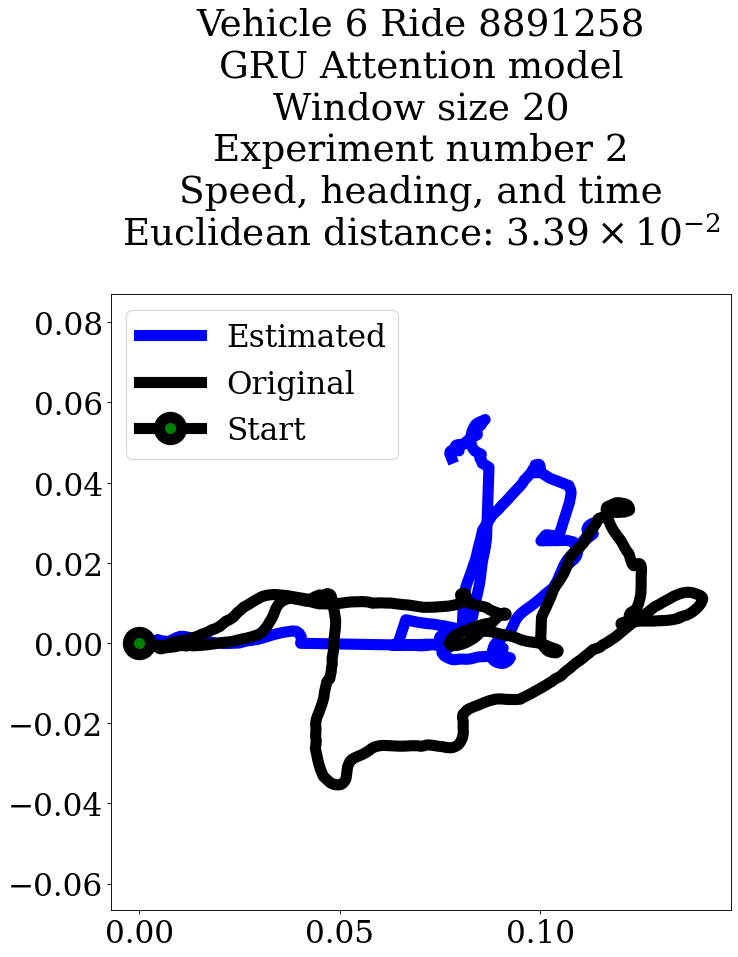 Vehicle 6 Ride 8891258
GRU Attention model
Window size 20
Experiment number 2
Speed, heading, and time
Euclidean distance: 3.39 × 10⁻²
Estimated
Original
Start
0.08
0.06
0.04
0.02
0.00
−0.02
−0.04
−0.06
0.00 0.05 0.10